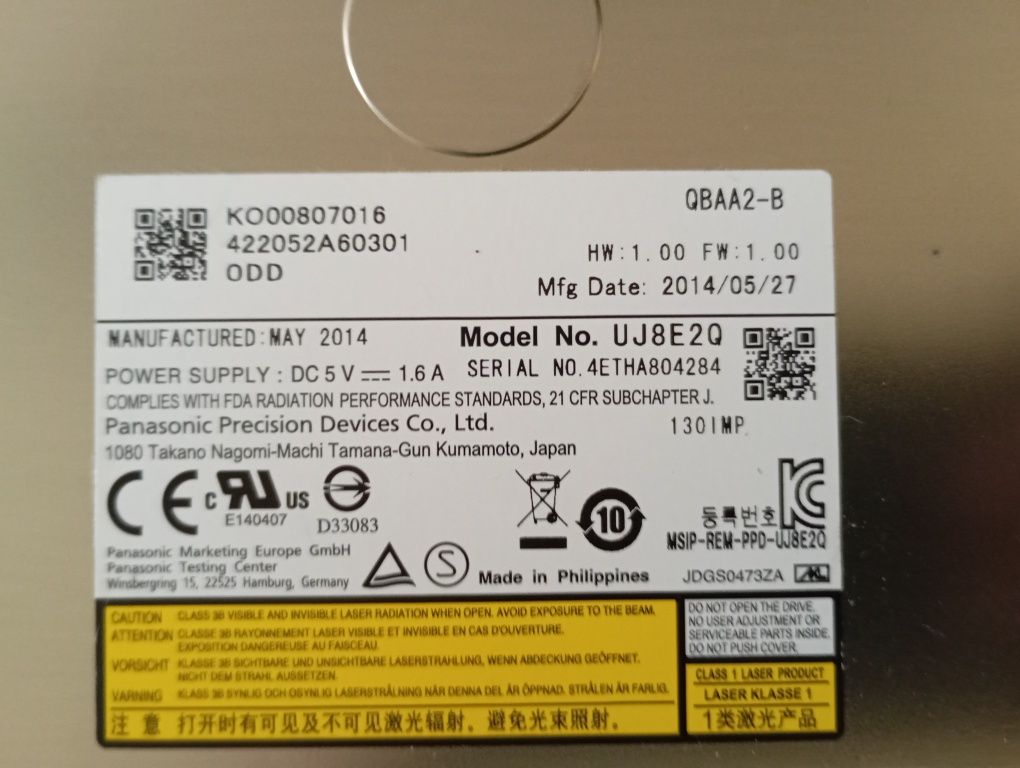 QBAA2-B
KO00807016
422052A60301
ODD
HW:1.00 FW:1.00
Mfg Date: 2014/05/27
MANUFACTURED:MAY 2014
Model No. UJ8E2Q
POWER SUPPLY : DC 5 V ⎓ 1.6 A
SERIAL NO.4ETHA804284
COMPLIES WITH FDA RADIATION PERFORMANCE STANDARDS, 21 CFR SUBCHAPTER J.
Panasonic Precision Devices Co., Ltd.
130IMP
1080 Takano Nagomi-Machi Tamana-Gun Kumamoto, Japan
CE
c RU US
E140407
D33083
10
등록번호
MSIP-REM-PPD-UJ8E2Q
Panasonic Marketing Europe GmbH
Panasonic Testing Center
Winsbergring 15, 22525 Hamburg, Germany
S
Made in Philippines
JDGS0473ZA
CAUTION CLASS 3B VISIBLE AND INVISIBLE LASER RADIATION WHEN OPEN. AVOID EXPOSURE TO THE BEAM.
ATTENTION CLASSE 3B RAYONNEMENT LASER VISIBLE ET INVISIBLE EN CAS D'OUVERTURE.
EXPOSITION DANGEREUSE AU FAISCEAU.
VORSICHT KLASSE 3B SICHTBARE UND UNSICHTBARE LASERSTRAHLUNG, WENN ABDECKUNG GEÖFFNET.
NICHT DEM STRAHL AUSSETZEN.
VARNING KLASS 3B SYNLIG OCH OSYNLIG LASERSTRÅLNING NÄR DENNA DEL ÄR ÖPPNAD. STRÅLEN ÄR FARLIG.
注意 打开时有可见及不可见激光辐射。避免光束照射。
DO NOT OPEN THE DRIVE.
NO USER ADJUSTMENT OR
SERVICEABLE PARTS INSIDE.
DO NOT PUSH COVER.
CLASS 1 LASER PRODUCT
LASER KLASSE 1
1类激光产品